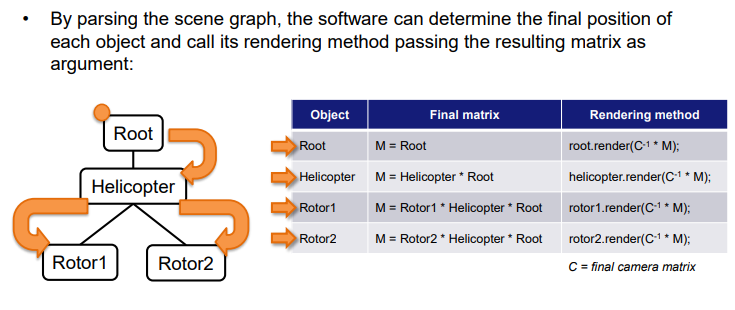 • By parsing the scene graph, the software can determine the final position of
each object and call its rendering method passing the resulting matrix as
argument:
Root
Helicopter
Rotor1
Rotor2
Object Final matrix Rendering method
Root M = Root root.render(C-1 * M);
Helicopter M = Helicopter * Root helicopter.render(C-1 * M);
Rotor1 M = Rotor1 * Helicopter * Root rotor1.render(C-1 * M);
Rotor2 M = Rotor2 * Helicopter * Root rotor2.render(C-1 * M);
C = final camera matrix